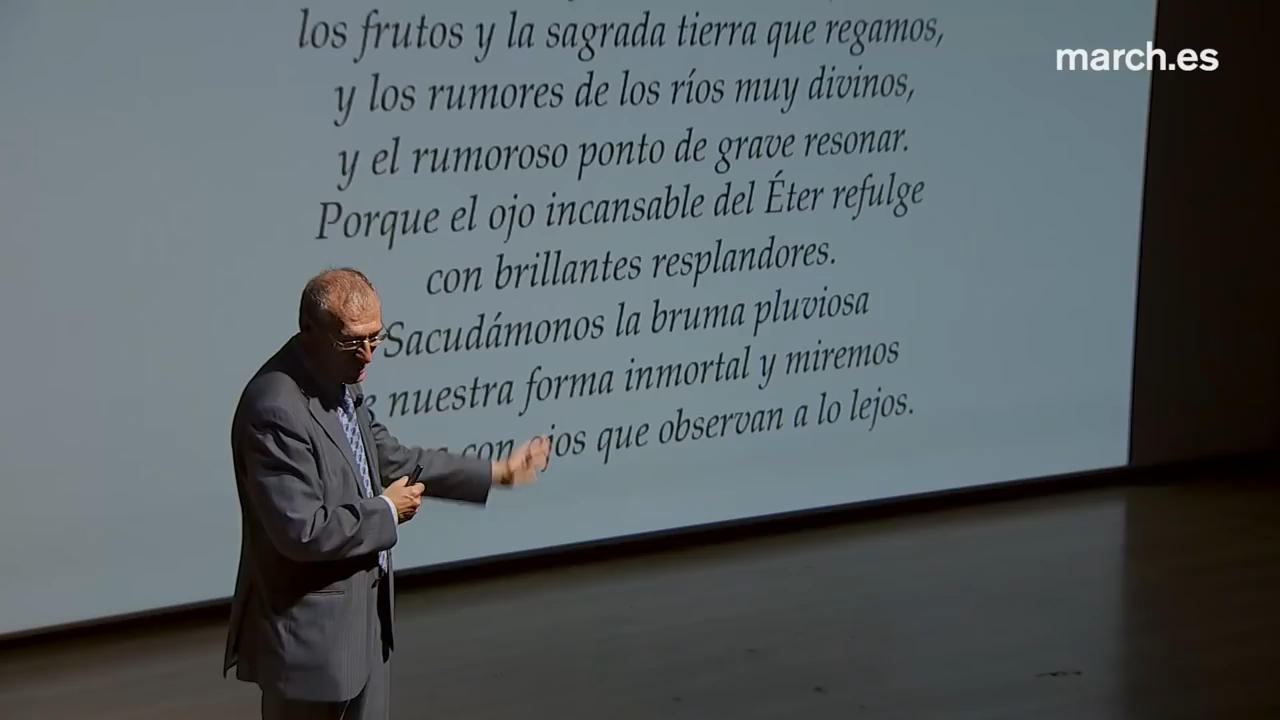 los frutos y la sagrada tierra que regamos,
y los rumores de los ríos muy divinos,
y el rumoroso ponto de grave resonar.
Porque el ojo incansable del Éter refulge
con brillantes resplandores.
Sacudámonos la bruma pluviosa
nuestra forma inmortal y miremos
con ojos que observan a lo lejos.
march.es